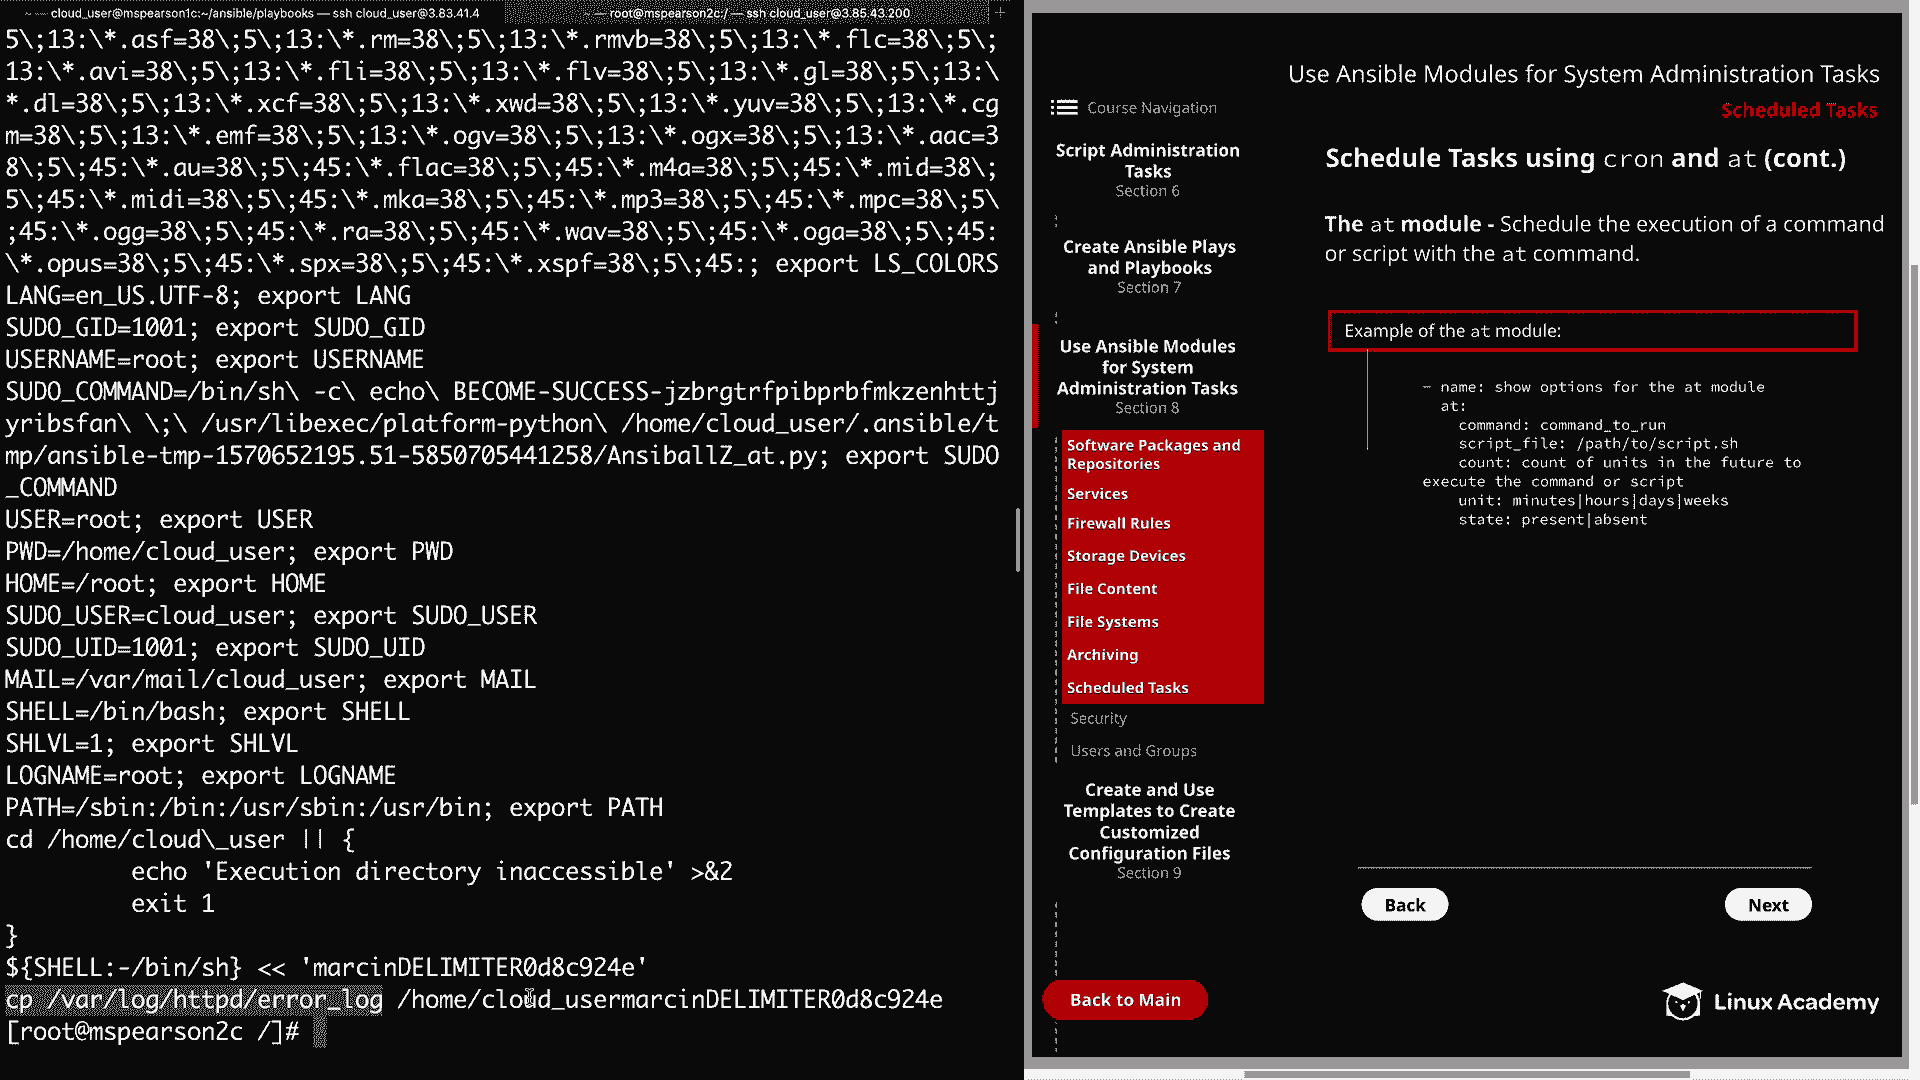 cloud_user@mspearson1c:~/ansible/playbooks — ssh cloud_user@3.83.41.4
root@mspearson2c:/ — ssh cloud_user@3.85.43.200
5\;13:\*.asf=38\;5\;13:\*.rm=38\;5\;13:\*.rmvb=38\;5\;13:\*.flc=38\;5\;
13:\*.avi=38\;5\;13:\*.fli=38\;5\;13:\*.flv=38\;5\;13:\*.gl=38\;5\;13:\
*.dl=38\;5\;13:\*.xcf=38\;5\;13:\*.xwd=38\;5\;13:\*.yuv=38\;5\;13:\*.cg
m=38\;5\;13:\*.emf=38\;5\;13:\*.ogv=38\;5\;13:\*.ogx=38\;5\;13:\*.aac=3
8\;5\;45:\*.au=38\;5\;45:\*.flac=38\;5\;45:\*.m4a=38\;5\;45:\*.mid=38\;
5\;45:\*.midi=38\;5\;45:\*.mka=38\;5\;45:\*.mp3=38\;5\;45:\*.mpc=38\;5\
;45:\*.ogg=38\;5\;45:\*.ra=38\;5\;45:\*.wav=38\;5\;45:\*.oga=38\;5\;45:
\*.opus=38\;5\;45:\*.spx=38\;5\;45:\*.xspf=38\;5\;45:; export LS_COLORS
LANG=en_US.UTF-8; export LANG
SUDO_GID=1001; export SUDO_GID
USERNAME=root; export USERNAME
SUDO_COMMAND=/bin/sh\ -c\ echo\ BECOME-SUCCESS-jzbrgtrfpibprbfmkzenhttj
yribsfan\ \;\ /usr/libexec/platform-python\ /home/cloud_user/.ansible/t
mp/ansible-tmp-1570652195.51-5850705441258/AnsiballZ_at.py; export SUDO
_COMMAND
USER=root; export USER
PWD=/home/cloud_user; export PWD
HOME=/root; export HOME
SUDO_USER=cloud_user; export SUDO_USER
SUDO_UID=1001; export SUDO_UID
MAIL=/var/mail/cloud_user; export MAIL
SHELL=/bin/bash; export SHELL
SHLVL=1; export SHLVL
LOGNAME=root; export LOGNAME
PATH=/sbin:/bin:/usr/sbin:/usr/bin; export PATH
cd /home/cloud\_user || {
echo 'Execution directory inaccessible' >&2
exit 1
}
${SHELL:-/bin/sh} << 'marcinDELIMITER0d8c924e'
cp /var/log/httpd/error_log /home/cloud_usermarcinDELIMITER0d8c924e
[root@mspearson2c /]#
Use Ansible Modules for System Administration Tasks
Scheduled Tasks
Course Navigation
Script Administration
Tasks
Section 6
Create Ansible Plays
and Playbooks
Section 7
Use Ansible Modules
for System
Administration Tasks
Section 8
Software Packages and
Repositories
Services
Firewall Rules
Storage Devices
File Content
File Systems
Archiving
Scheduled Tasks
Security
Users and Groups
Create and Use
Templates to Create
Customized
Configuration Files
Section 9
Back to Main
Schedule Tasks using cron and at (cont.)
The at module - Schedule the execution of a command
or script with the at command.
Example of the at module:
– name: show options for the at module
at:
command: command_to_run
script_file: /path/to/script.sh
count: count of units in the future to
execute the command or script
unit: minutes|hours|days|weeks
state: present|absent
Back
Next
Linux Academy